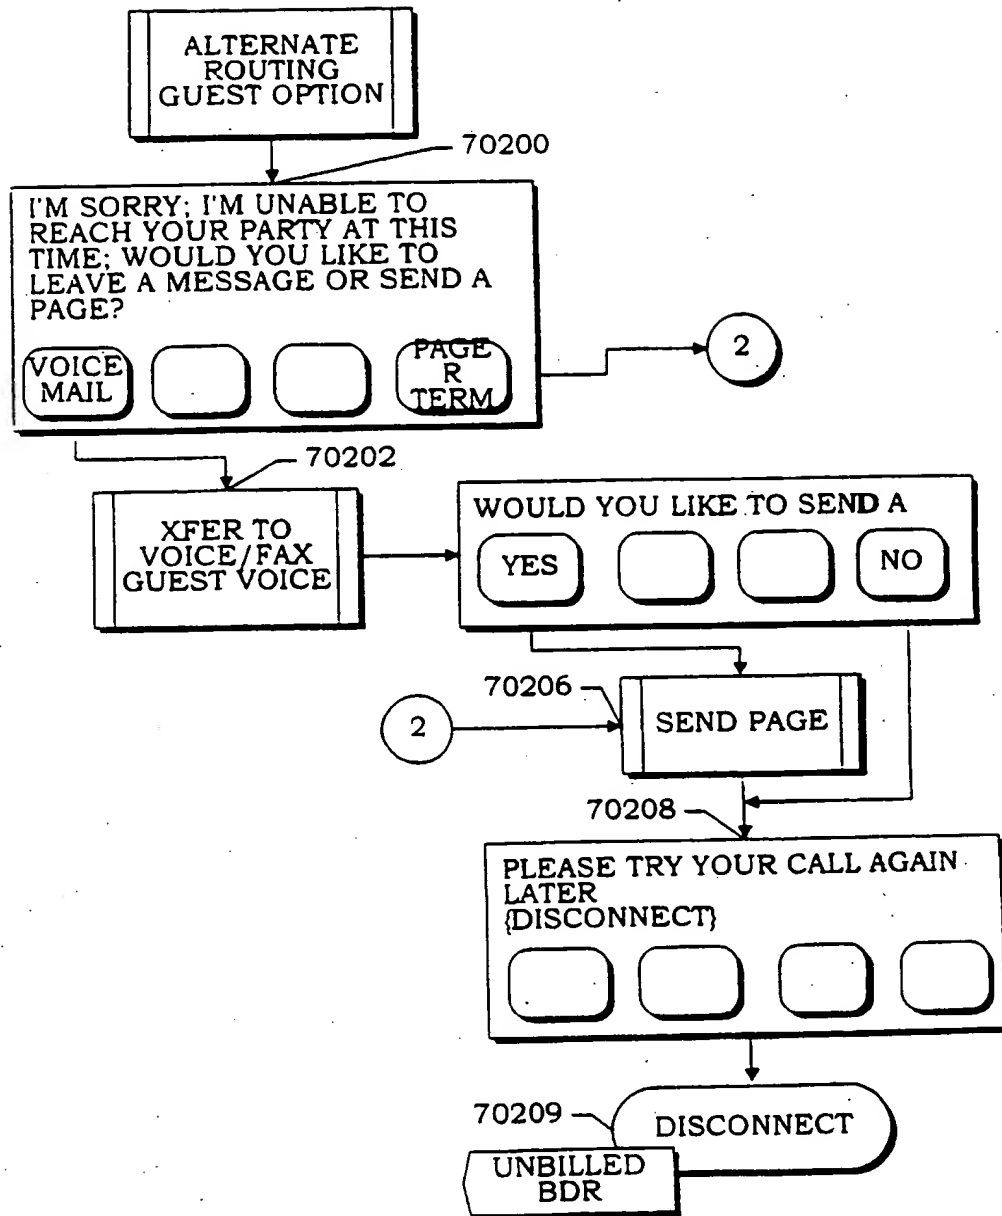 ALTERNATE
ROUTING
GUEST OPTION
70200
I'M SORY; I'M UNABLE TO
REACH YOUR PARTY AT THIS
TIME; WOULD YOU LIKE TO
LEAVE A MESSAGE OR SEND A
PAGE?
VOICE
MAIL
PAGE
R
TERM
2
70202
XFER TO
VOICE/FAX
GUEST VOICE
WOULD YOU LIKE TO SEND A
YES
NO
70206
2
SEND PAGE
70208
PLEASE TRY YOUR CALL AGAIN
LATER
{DISCONNECT}
70209
DISCONNECT
UNBILLED
BDR